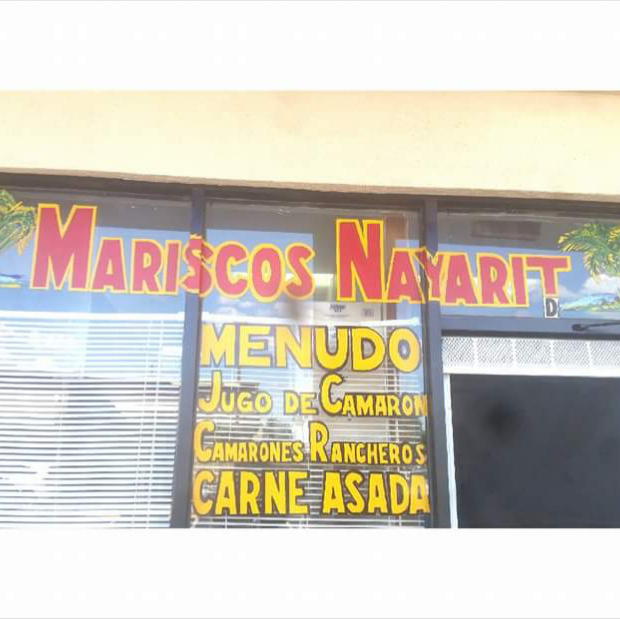 MARISCOS NAYARIT
D
MENUDO
JUGO DE CAMARON
CAMARONES RANCHEROS
CARNE ASADA